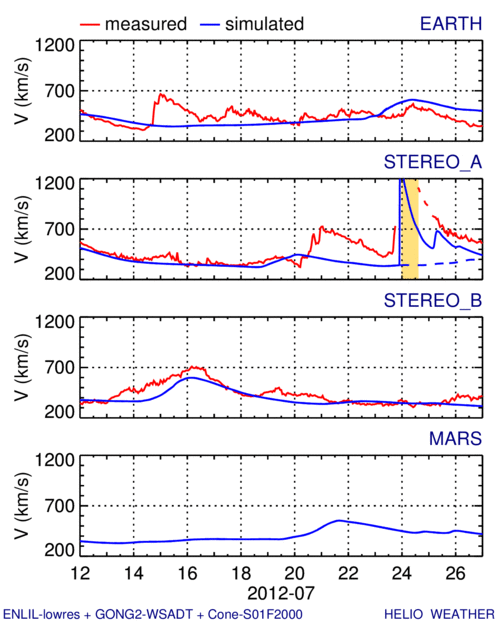 measured simulated EARTH
1200
700
200
V (km/s)
STEREO_A
1200
700
200
V (km/s)
STEREO_B
1200
700
200
V (km/s)
MARS
1200
700
200
V (km/s)
12 14 16 18 20 22 24 26
2012-07
ENLIL-lowres + GONG2-WSADT + Cone-S01F2000 HELIO WEATHER